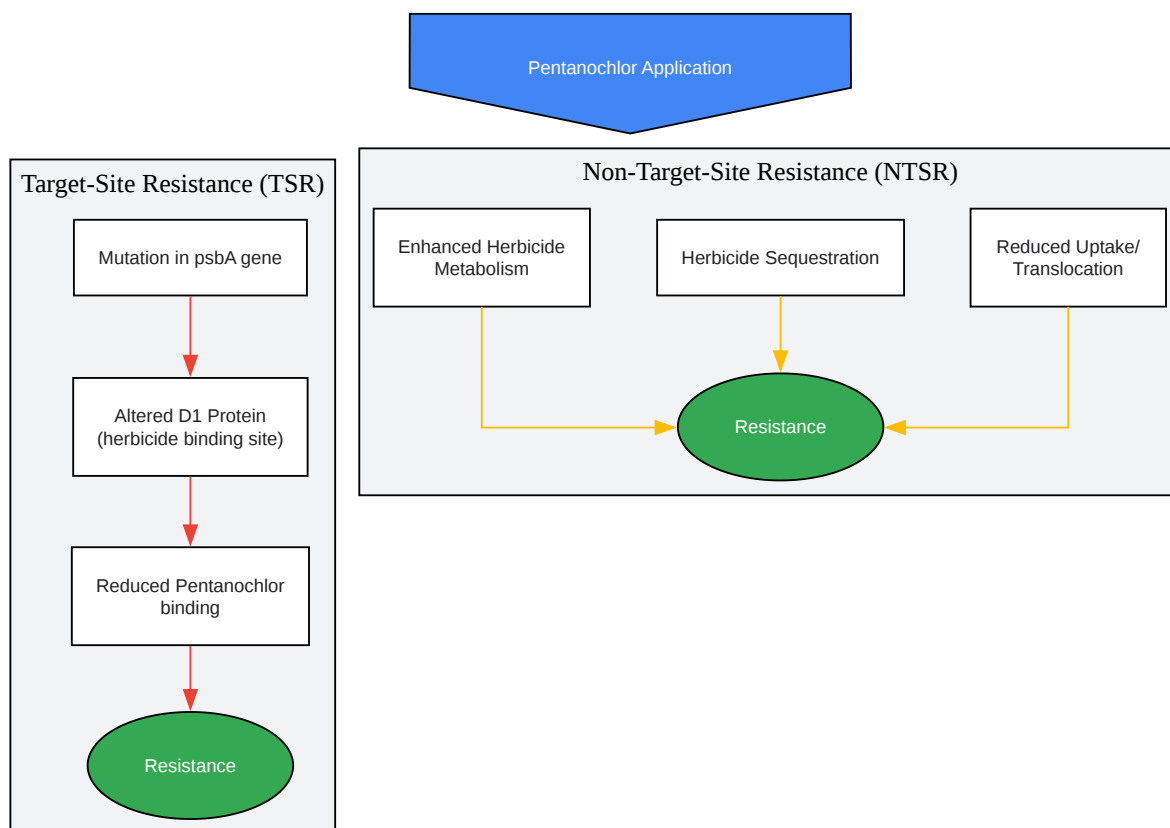 Pentanochlor Application
Target-Site Resistance (TSR)
Mutation in psbA gene
Altered D1 Protein
(herbicide binding site)
Reduced Pentanochlor
binding
Resistance
Non-Target-Site Resistance (NTSR)
Enhanced Herbicide
Metabolism
Herbicide Sequestration
Reduced Uptake/
Translocation
Resistance